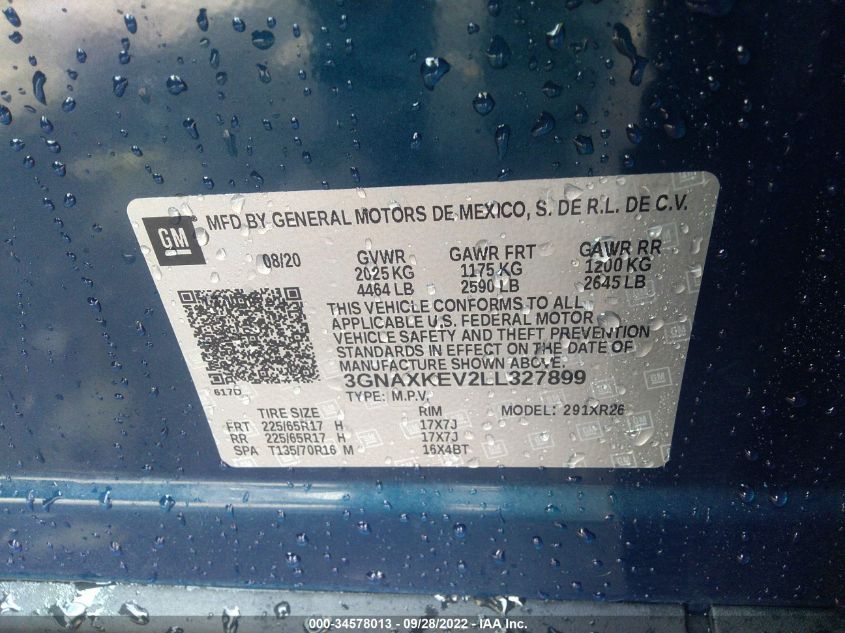 GM
MFD BY GENERAL MOTORS DE MEXICO, S. DE R.L. DE C.V.
08/20 GVWR GAWR FRT GAWR RR
2025 KG 1175 KG 1200 KG
4464 LB 2590 LB 2645 LB
THIS VEHICLE CONFORMS TO ALL
APPLICABLE U.S. FEDERAL MOTOR
VEHICLE SAFETY AND THEFT PREVENTION
STANDARDS IN EFFECT ON THE DATE OF
MANUFACTURE SHOWN ABOVE.
617D 3GNAXKEV2LL327899
TYPE: M.P.V.
TIRE SIZE RIM MODEL: 291XR26
FRT 225/65R17 H 17X7J
RR 225/65R17 H 17X7J
SPA T135/70R16 M 16X4BT
000-34578013 - 09/28/2022 - IAA Inc.